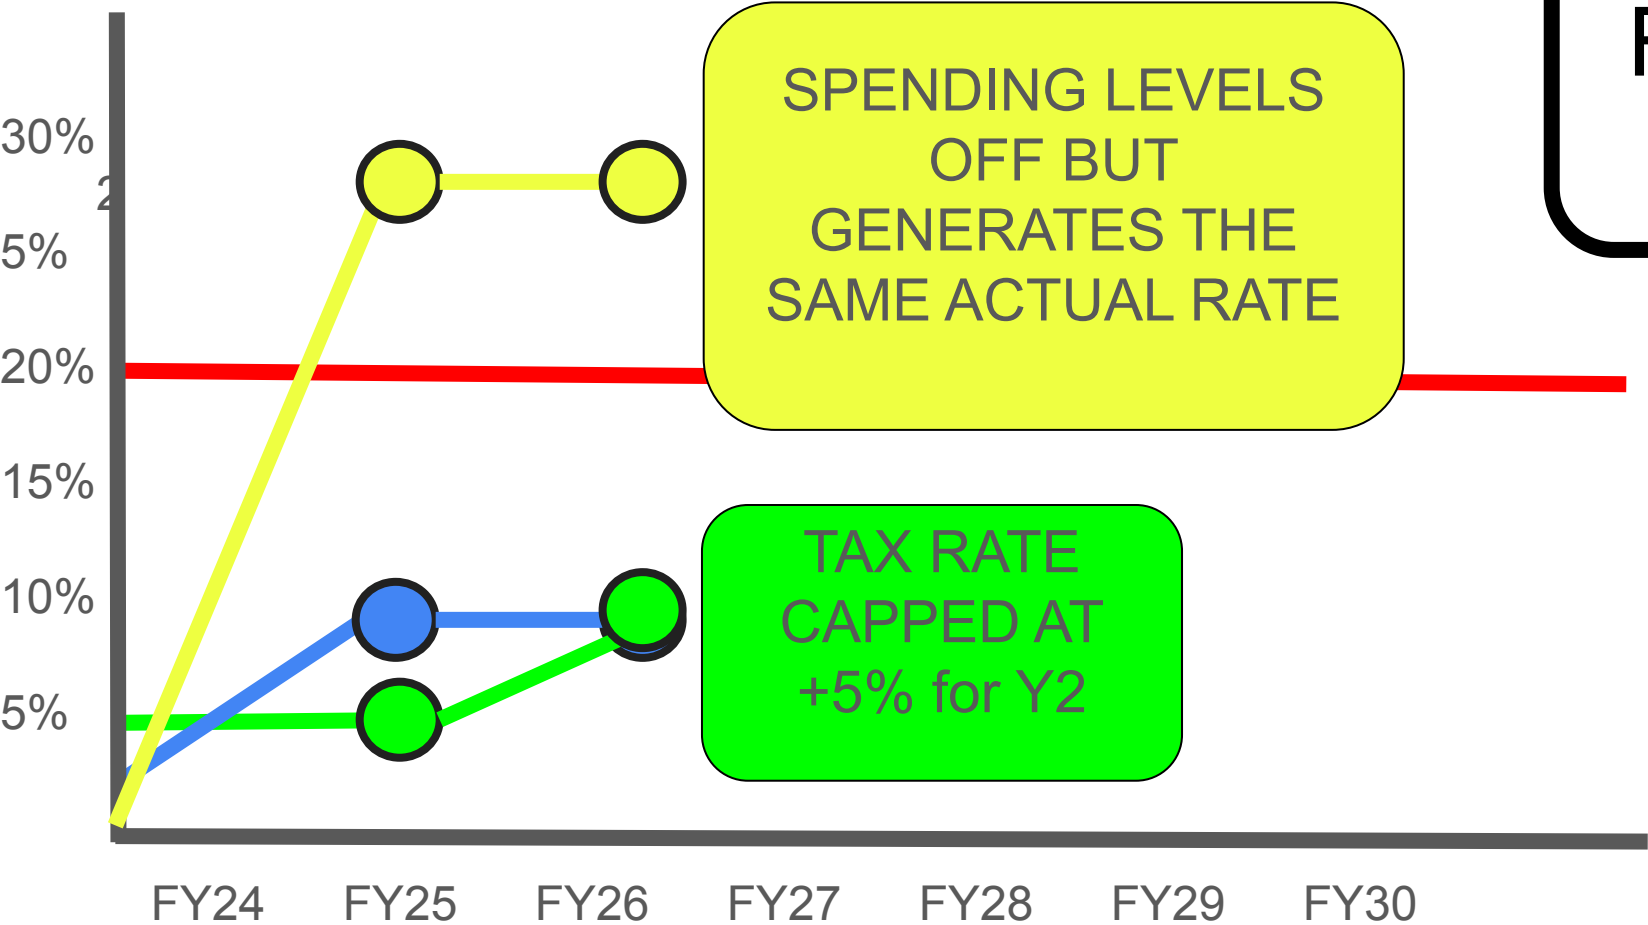 30%
2
5%
20%
15%
10%
5%
SPENDING LEVELS
OFF BUT
GENERATES THE
SAME ACTUAL RATE
TAX RATE
CAPPED AT
+5% for Y2
FY24 FY25 FY26 FY27 FY28 FY29 FY30